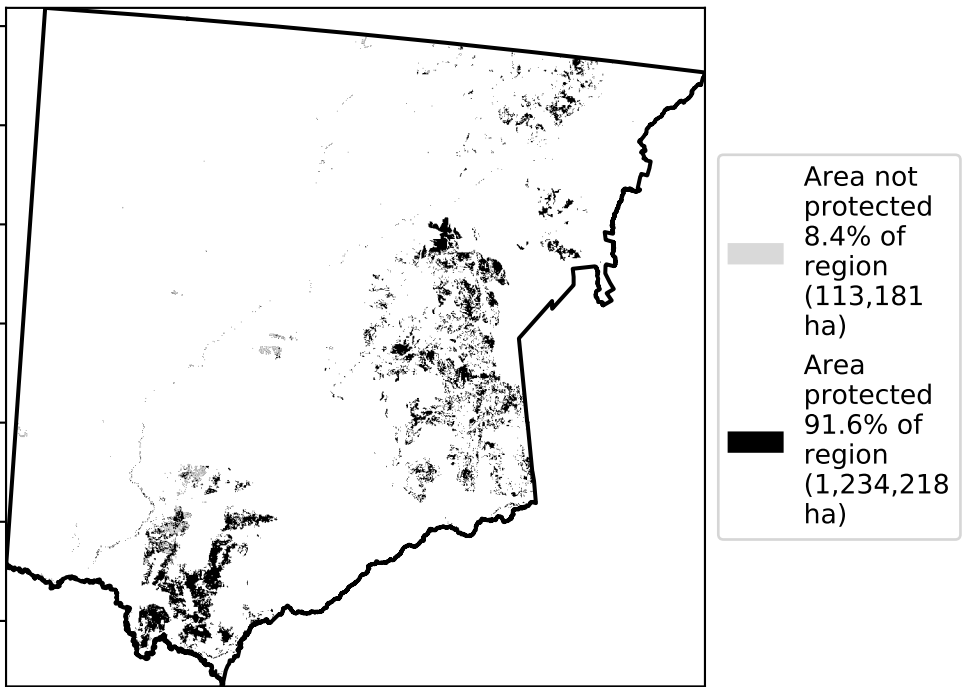 Area not
protected
8.4% of
region
(113,181
ha)
Area
protected
91.6% of
region
(1,234,218
ha)